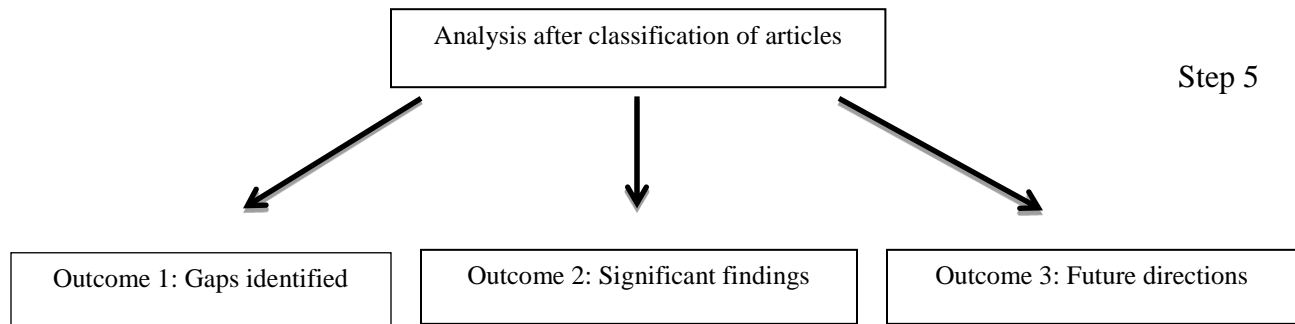 Analysis after classification of articles
Step 5
Outcome 1: Gaps identified
Outcome 2: Significant findings
Outcome 3: Future directions